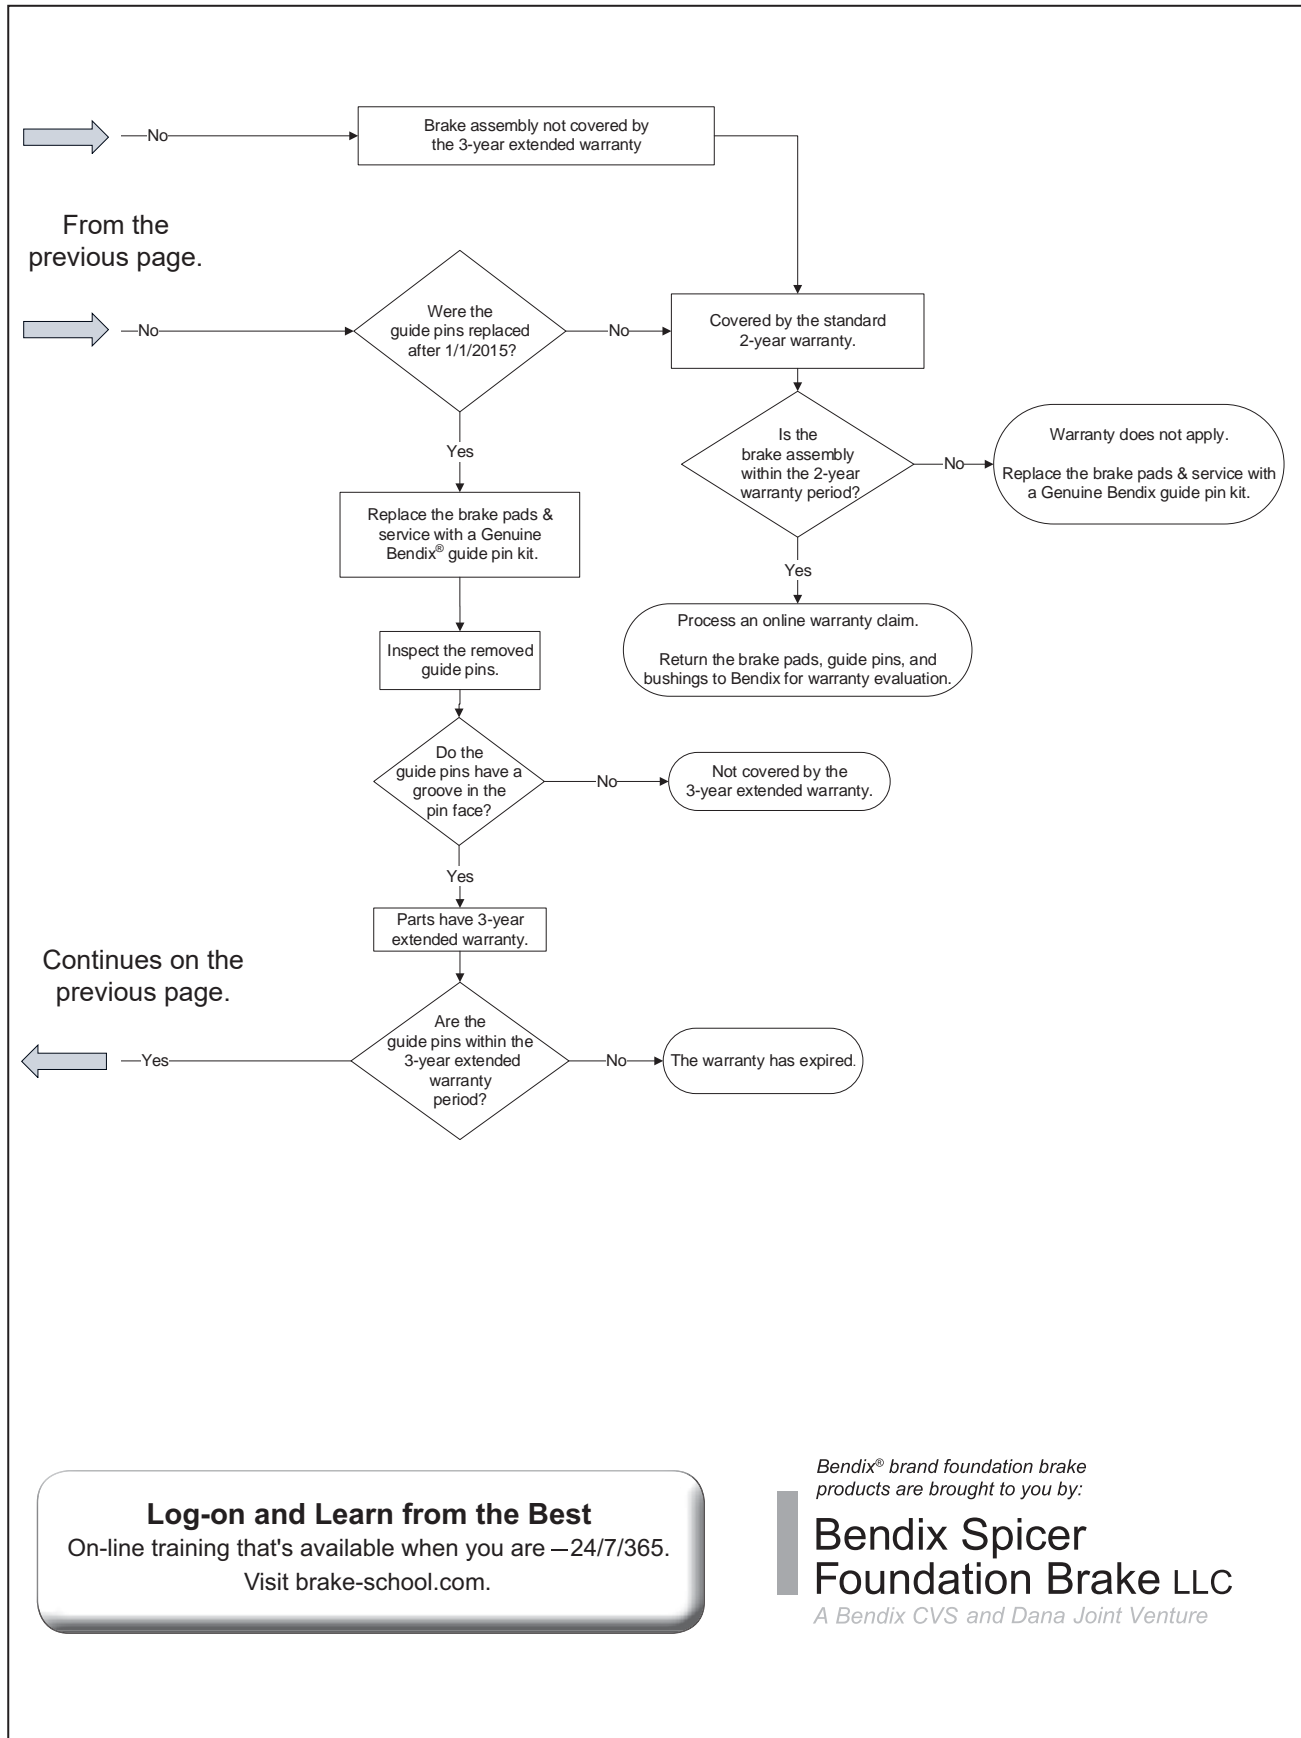 No
Brake assembly not covered by
the 3-year extended warranty
From the
previous page.
No
Were the
guide pins replaced
after 1/1/2015?
No
Covered by the standard
2-year warranty.
Is the
brake assembly
within the 2-year
warranty period?
No
Warranty does not apply.
Replace the brake pads & service with
a Genuine Bendix guide pin kit.
Yes
Process an online warranty claim.
Return the brake pads, guide pins, and
bushings to Bendix for warranty evaluation.
Yes
Replace the brake pads &
service with a Genuine
Bendix® guide pin kit.
Inspect the removed
guide pins.
Do the
guide pins have a
groove in the
pin face?
No
Not covered by the
3-year extended warranty.
Yes
Parts have 3-year
extended warranty.
Continues on the
previous page.
Are the
guide pins within the
3-year extended
warranty
period?
Yes
No
The warranty has expired.
Log-on and Learn from the Best
On-line training that's available when you are — 24/7/365.
Visit brake-school.com.
Bendix® brand foundation brake
products are brought to you by:
Bendix Spicer
Foundation Brake LLC
A Bendix CVS and Dana Joint Venture